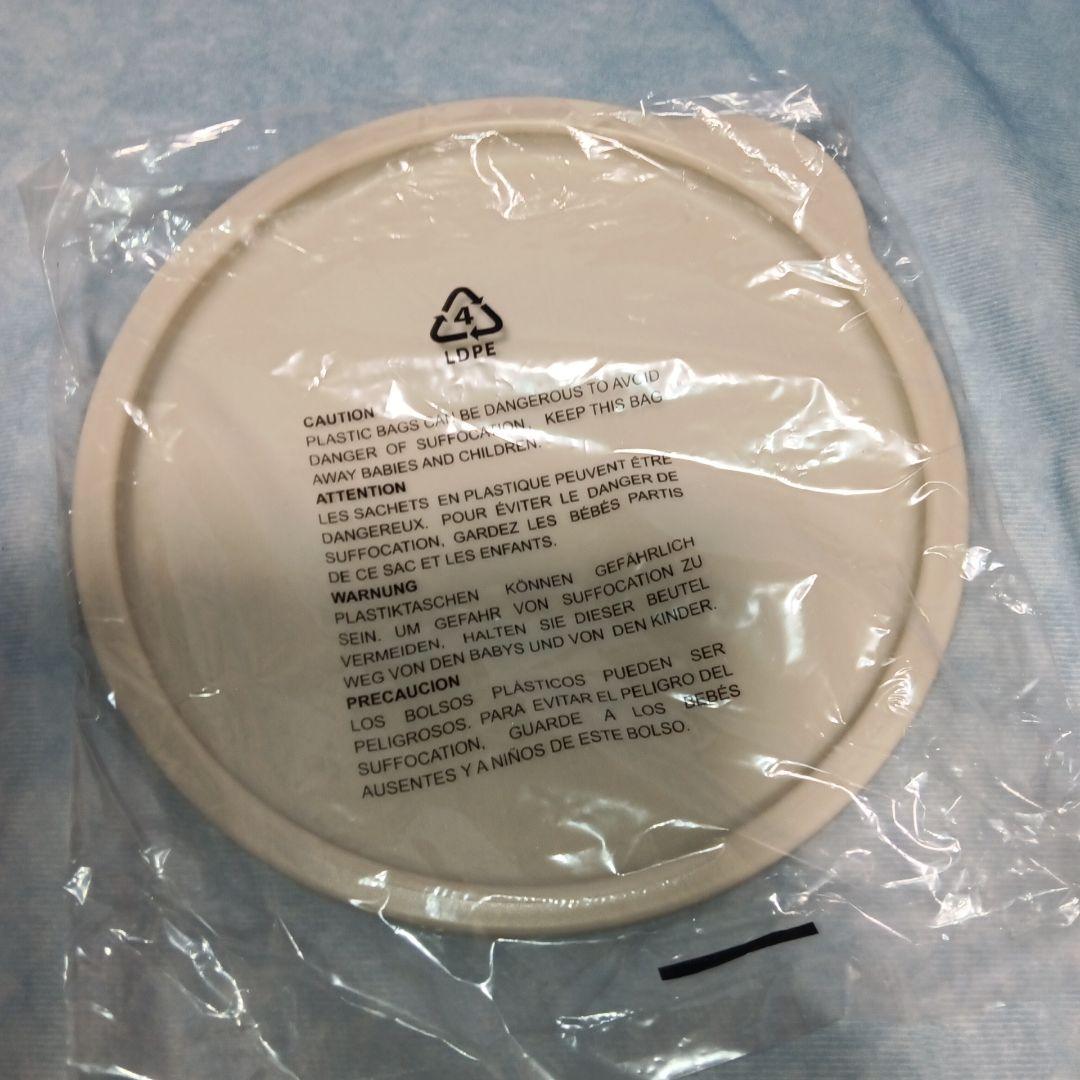 4
LDPE
CAUTION
PLASTIC BAGS CAN BE DANGEROUS TO AVOID
DANGER OF SUFFOCATION, KEEP THIS BAG
AWAY BABIES AND CHILDREN.
ATTENTION
LES SACHETS EN PLASTIQUE PEUVENT ÊTRE
DANGEREUX. POUR ÉVITER LE DANGER DE
SUFFOCATION, GARDEZ LES BÉBÉS PARTIS
DE CE SAC ET LES ENFANTS.
WARNUNG
PLASTIKTASCHEN KÖNNEN GEFÄHRLICH
SEIN. UM GEFAHR VON SUFFOCATION ZU
VERMEIDEN, HALTEN SIE DIESER BEUTEL
WEG VON DEN BABYS UND VON DEN KINDER.
PRECAUCION
LOS BOLSOS PLÁSTICOS PUEDEN SER
PELIGROSOS. PARA EVITAR EL PELIGRO DEL
SUFFOCATION, GUARDE A LOS BEBÉS
AUSENTES Y A NIÑOS DE ESTE BOLSO.